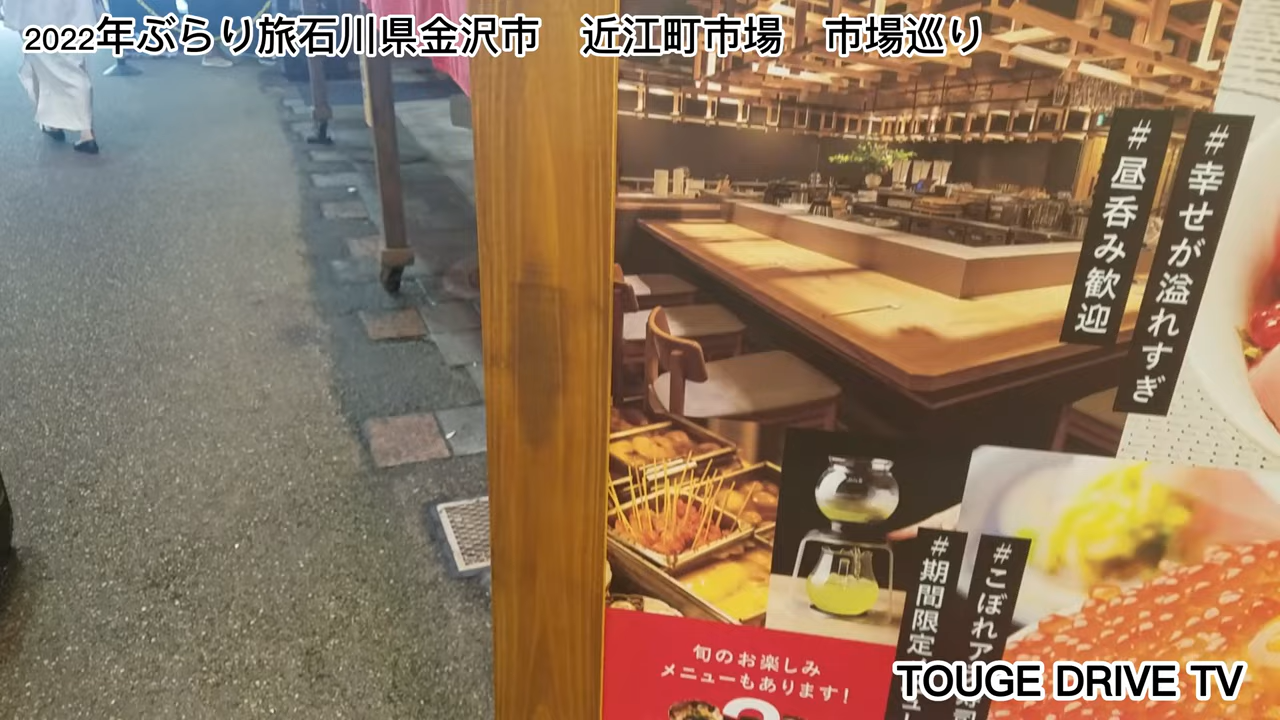 2022年ぶらり旅石川県金沢市　近江町市場　市場巡り
#幸せが溢れすぎ
#昼呑み歓迎
#こぼれア
#期間限定
旬のお楽しみ
メニューもあります！
TOUGE DRIVE TV